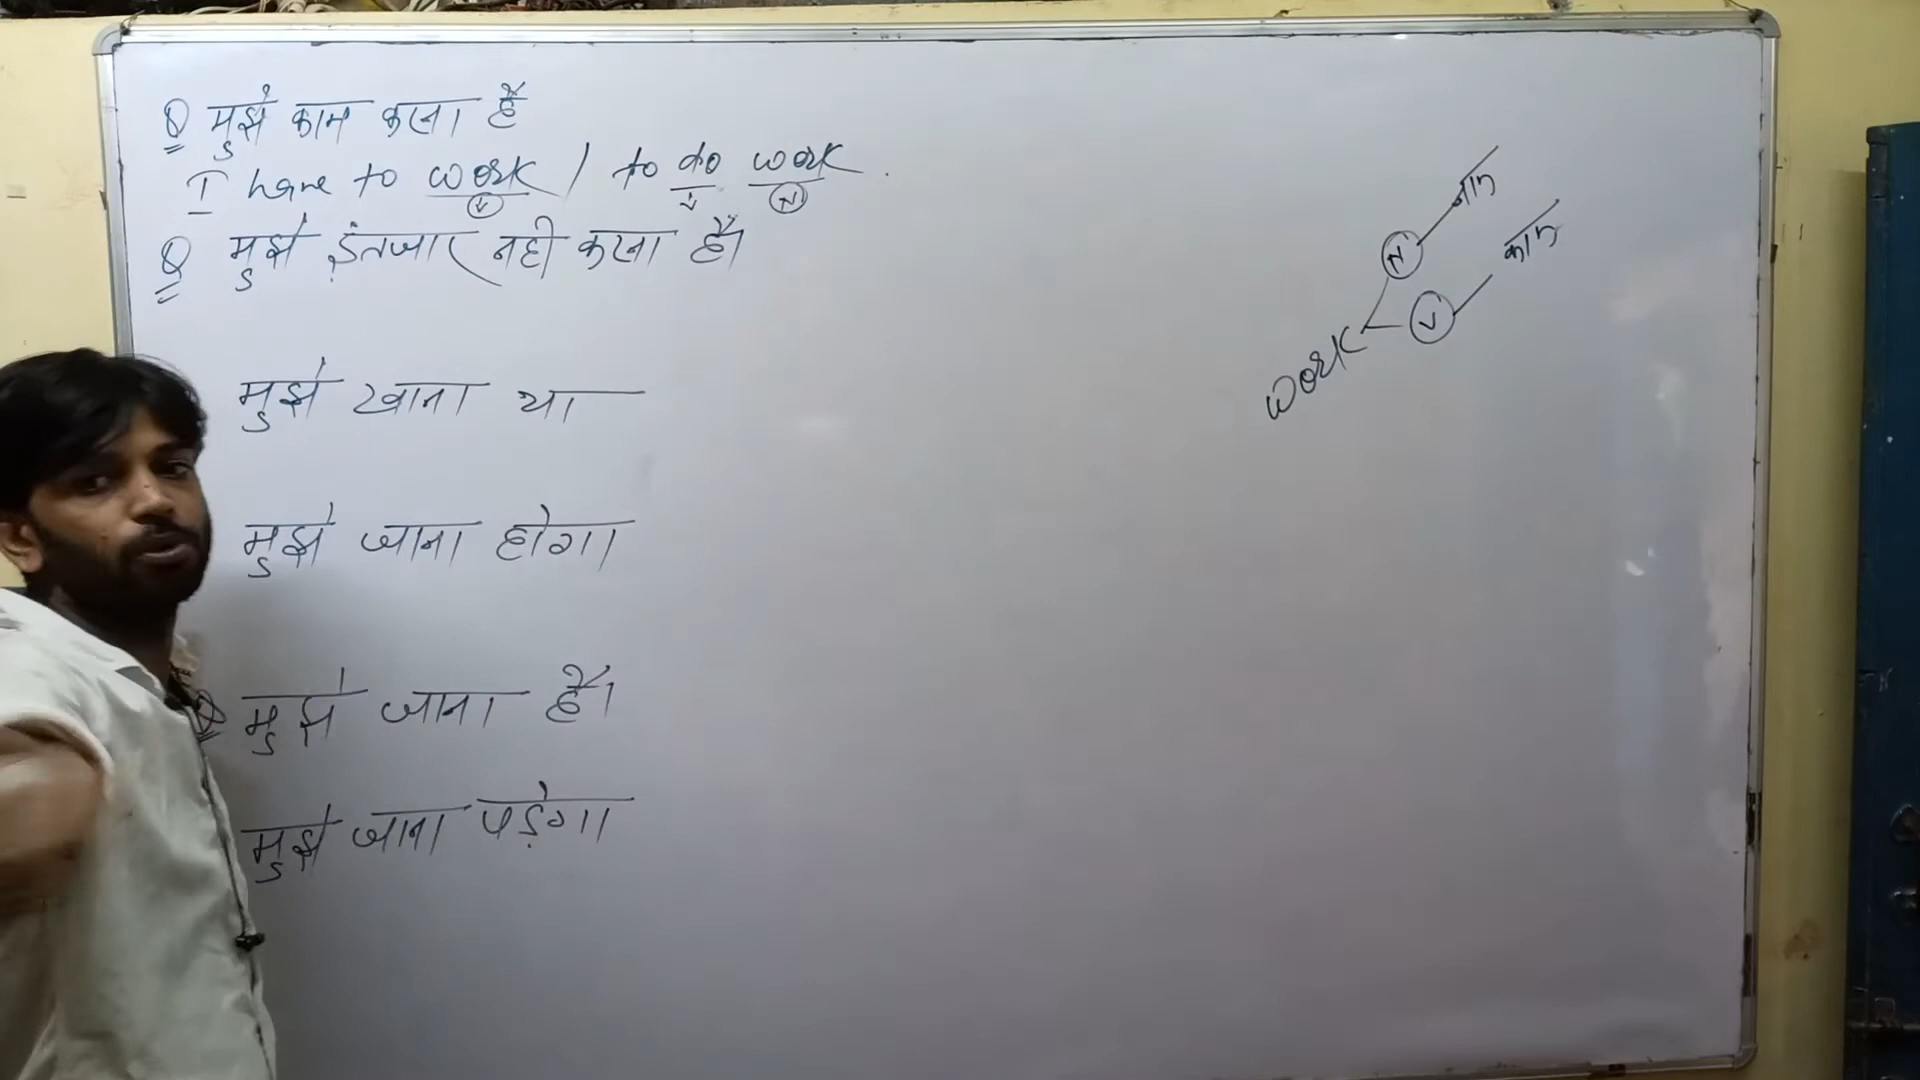 Q मुझे काम करना है
I have to work / to do work.
V V N
Q मुझे इंतजार नही करना है।
मुझे खाना था
मुझे जाना होगा
Q मुझे जाना है।
मुझे जाना पड़ेगा
work
N नाम
V काम